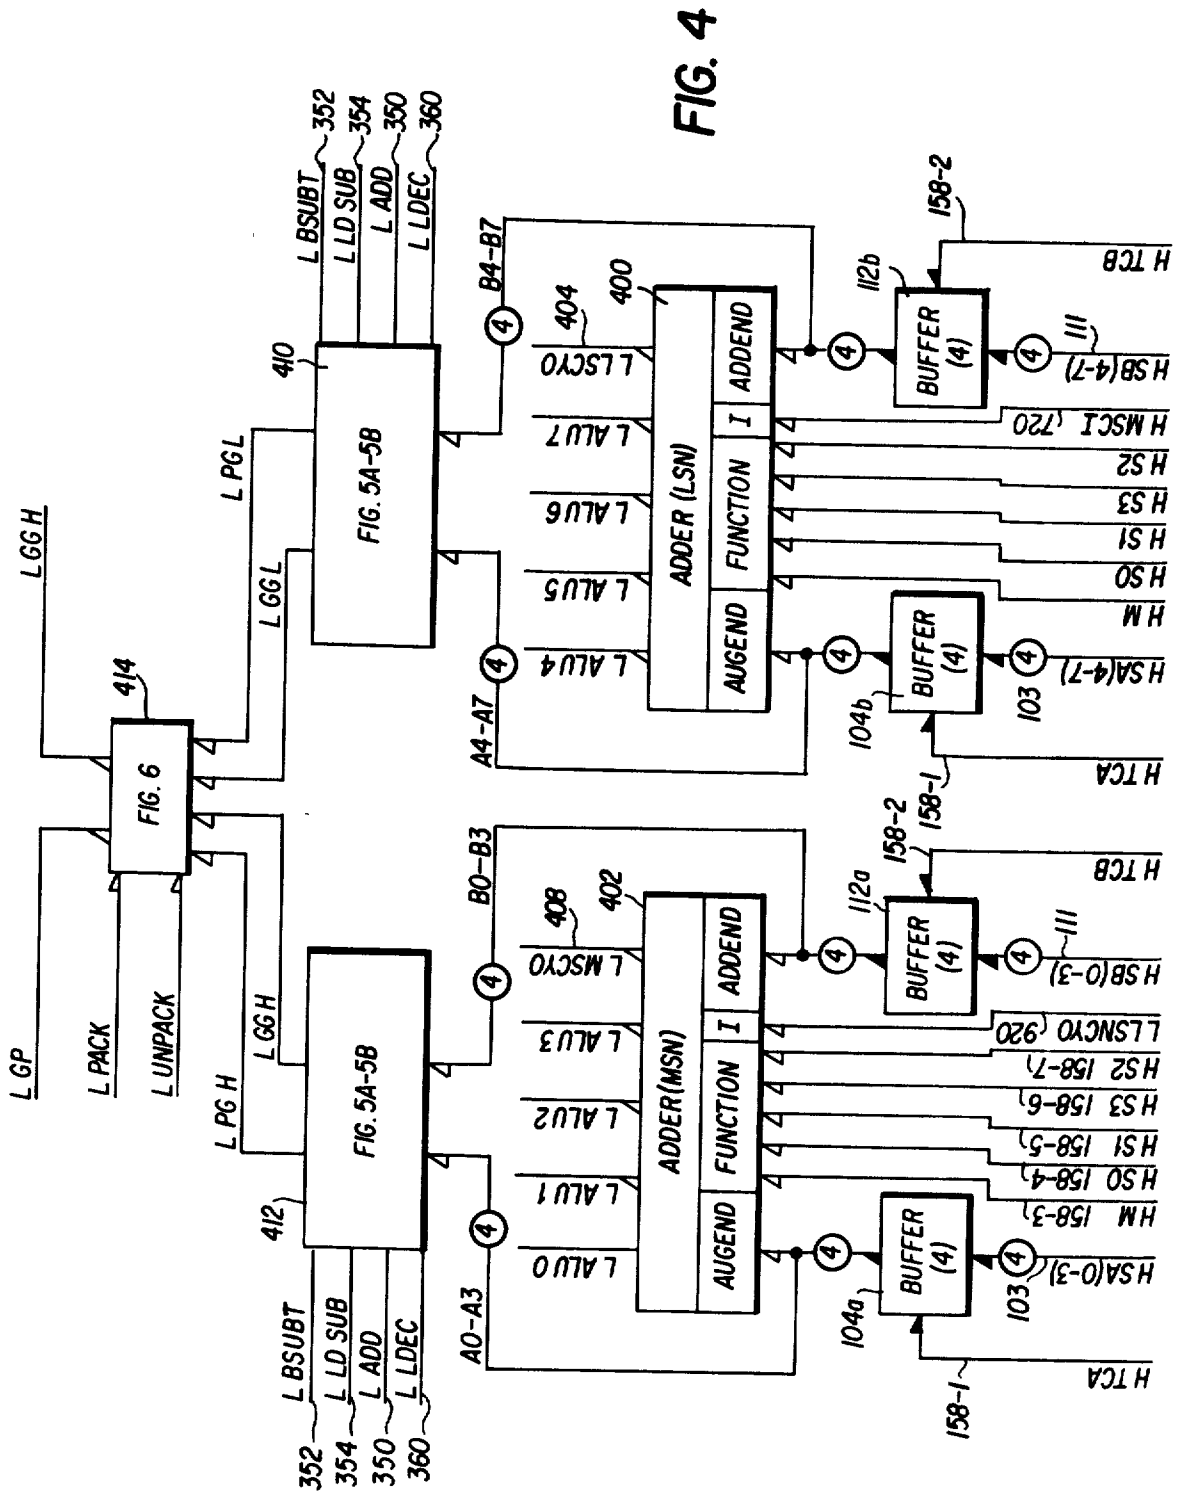 FIG. 4
L GP
L GG H
L PACK
L UNPACK
FIG. 6
414
L PG H
L GG H
L GG L
L PG L
412
FIG. 5A-5B
L BSUBT
352
L LD SUB
354
L ADD
350
L LDEC
360
410
FIG. 5A-5B
L BSUBT
352
L LD SUB
354
L ADD
350
L LDEC
360
A0-A3
4
B0-B3
4
A4-A7
4
B4-B7
4
L ALU 0
L ALU 1
L ALU 2
L ALU 3
L MSCYO
408
402
ADDER (MSN)
AUGEND
FUNCTION
I
ADDEND
L ALU 4
L ALU 5
L ALU 6
L ALU 7
L LSCYO
404
400
ADDER (LSN)
AUGEND
FUNCTION
I
ADDEND
4
4
4
4
104a
BUFFER
(4)
112a
BUFFER
(4)
104b
BUFFER
(4)
112b
BUFFER
(4)
158-1
H TCA
103
4
H SA (0-3)
H M 158-3
H S0 158-4
H S1 158-5
H S3 158-6
H S2 158-7
L LSNCYO 920
4
111
H SB (0-3)
158-2
H TCB
158-1
H TCA
103
4
H SA (4-7)
H M
H S0
H S1
H S3
H S2
H MSCI 720
4
111
H SB (4-7)
158-2
H TCB